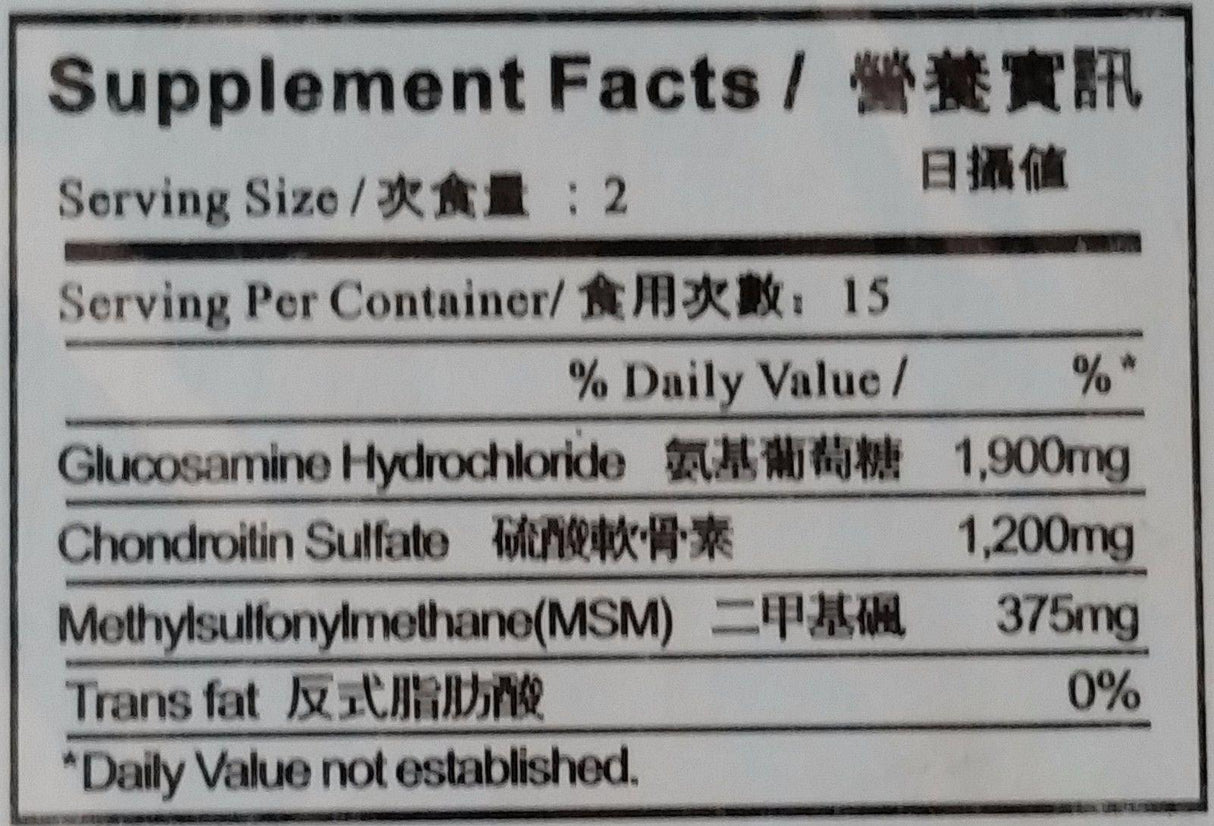 Supplement Facts / 營養資訊
日攝值
Serving Size / 次食量 : 2
Serving Per Container/ 食用次數: 15
% Daily Value / %*
Glucosamine Hydrochloride 氨基葡萄糖 1,900mg
Chondroitin Sulfate 硫酸軟骨素 1,200mg
Methylsulfonylmethane(MSM) 二甲基碸 375mg
Trans fat 反式脂肪酸 0%
*Daily Value not established.